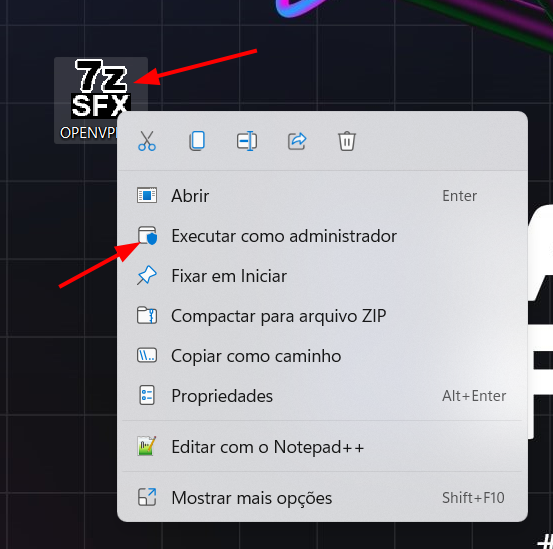 7z
SFX
OPENVP
Abrir Enter
Executar como administrador
Fixar em Iniciar
Compactar para arquivo ZIP
Copiar como caminho
Propriedades Alt+Enter
Editar com o Notepad++
Mostrar mais opções Shift+F10
#